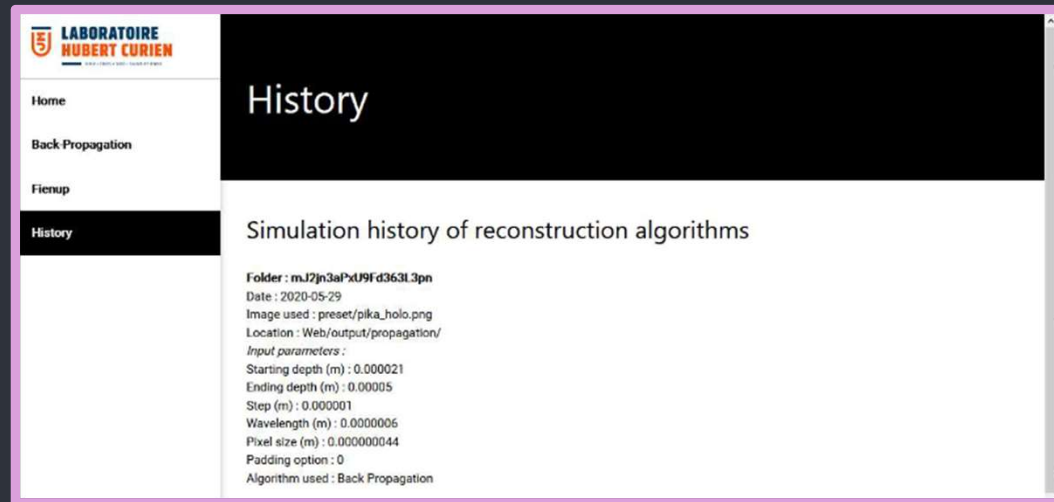 LABORATOIRE
HUBERT CURIEN
Home
Back-Propagation
Fienup
History
History
Simulation history of reconstruction algorithms
Folder : mJ2jn3aPxU9Fd363L3pn
Date : 2020-05-29
Image used : preset/pika_holo.png
Location : Web/output/propagation/
Input parameters :
Starting depth (m) : 0.000021
Ending depth (m) : 0.00005
Step (m) : 0.000001
Wavelength (m) : 0.0000006
Pixel size (m) : 0.000000044
Padding option : 0
Algorithm used : Back Propagation